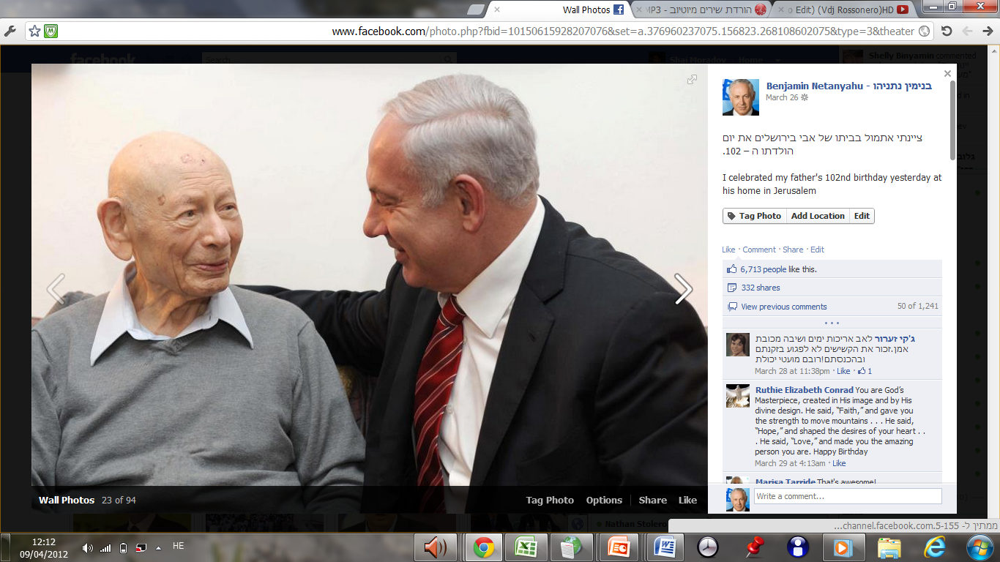 Wall Photos
הורדת שירים מיוטיוב - MP3
Edit) (Vdj Rossonero)HD
www.facebook.com/photo.php?fbid=10150615928207076&set=a.376960237075.156823.268108602075&type=3&theater
facebook
Search
Shai Moradov Home
Shelly Binyamin commented
Benjamin Netanyahu - בנימין נתניהו
March 26
ציינתי אתמול בביתו של אבי בירושלים את יום
הולדתו ה – 102.
I celebrated my father's 102nd birthday yesterday at
his home in Jerusalem
Tag Photo Add Location Edit
Like · Comment · Share · Edit
6,713 people like this.
332 shares
View previous comments 50 of 1,241
ג'קי זערור לאב אריכות ימים ושיבה מכובת
אמן.זכור את הקשישים לא לפגוע בזקנתם
ובהכנסתם!רובם מועטי יכולת
March 28 at 11:38pm · Like · 1
Ruthie Elizabeth Conrad You are God's
Masterpiece, created in His image and by His
divine design. He said, "Faith," and gave you
the strength to move mountains . . . He said,
"Hope," and shaped the desires of your heart . .
. He said, "Love," and made you the amazing
person you are. Happy Birthday
March 29 at 4:13am · Like
Marisa Tarride That's awesome!
Write a comment...
Wall Photos 23 of 94
Tag Photo Options Share Like
Nathan Stolero
ממתין ל- channel.facebook.com.5-155...
12:12
09/04/2012
HE